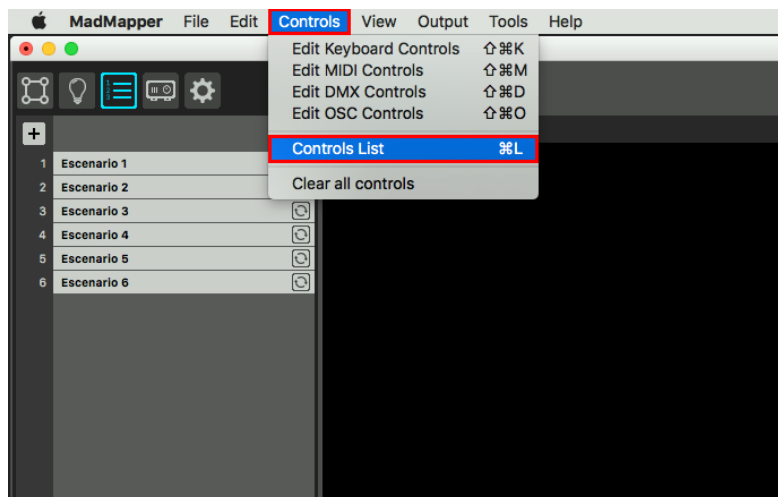 MadMapper File Edit Controls View Output Tools Help
Edit Keyboard Controls ⇧⌘K
Edit MIDI Controls ⇧⌘M
Edit DMX Controls ⇧⌘D
Edit OSC Controls ⇧⌘O
Controls List ⌘L
Clear all controls
1 Escenario 1
2 Escenario 2
3 Escenario 3
4 Escenario 4
5 Escenario 5
6 Escenario 6